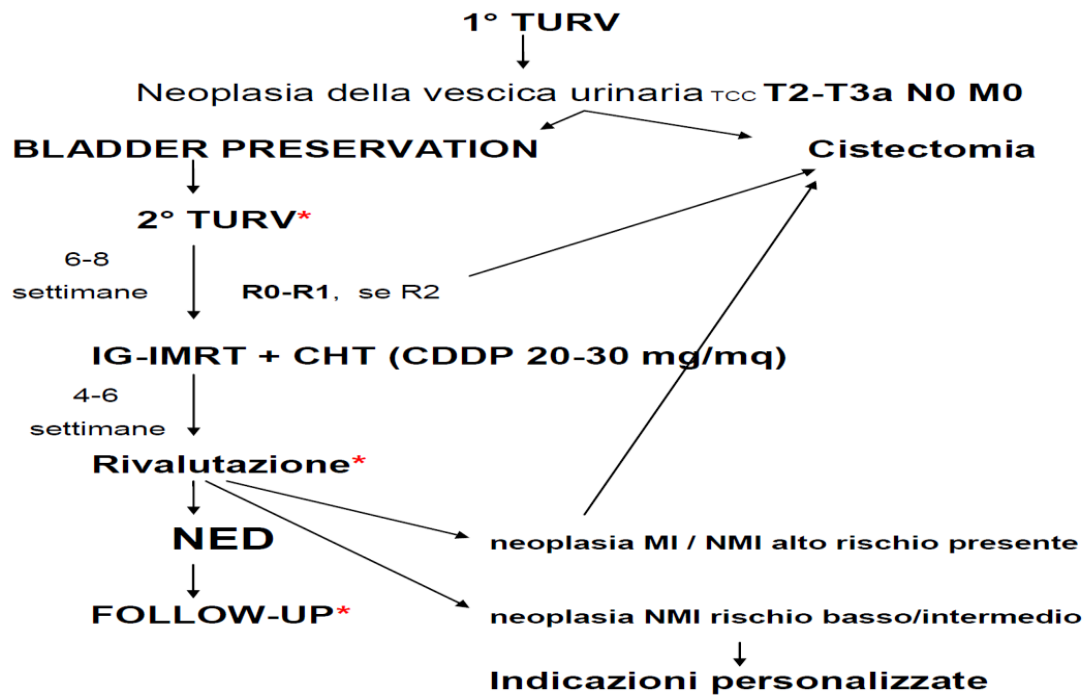 1° TURV
Neoplasia della vescica urinaria TCC T2-T3a N0 M0
BLADDER PRESERVATION
Cistectomia
2° TURV*
6-8
settimane
R0-R1, se R2
IG-IMRT + CHT (CDDP 20-30 mg/mq)
4-6
settimane
Rivalutazione*
NED
neoplasia MI / NMI alto rischio presente
FOLLOW-UP*
neoplasia NMI rischio basso/intermedio
Indicazioni personalizzate